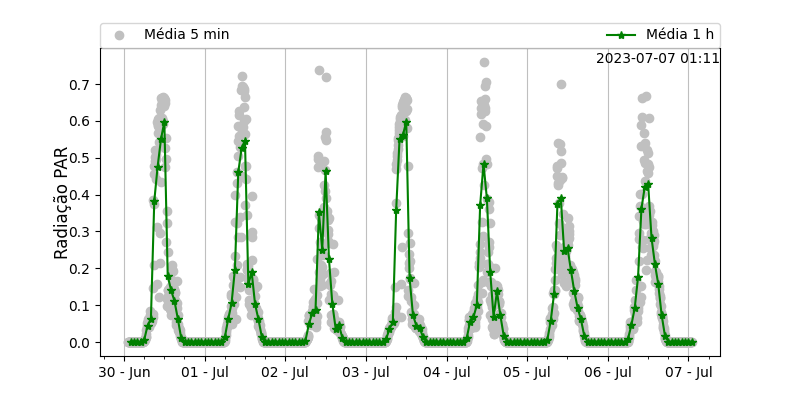 Média 5 min
Média 1 h
2023-07-07 01:11
Radiação PAR
0.7
0.6
0.5
0.4
0.3
0.2
0.1
0.0
30 - Jun
01 - Jul
02 - Jul
03 - Jul
04 - Jul
05 - Jul
06 - Jul
07 - Jul